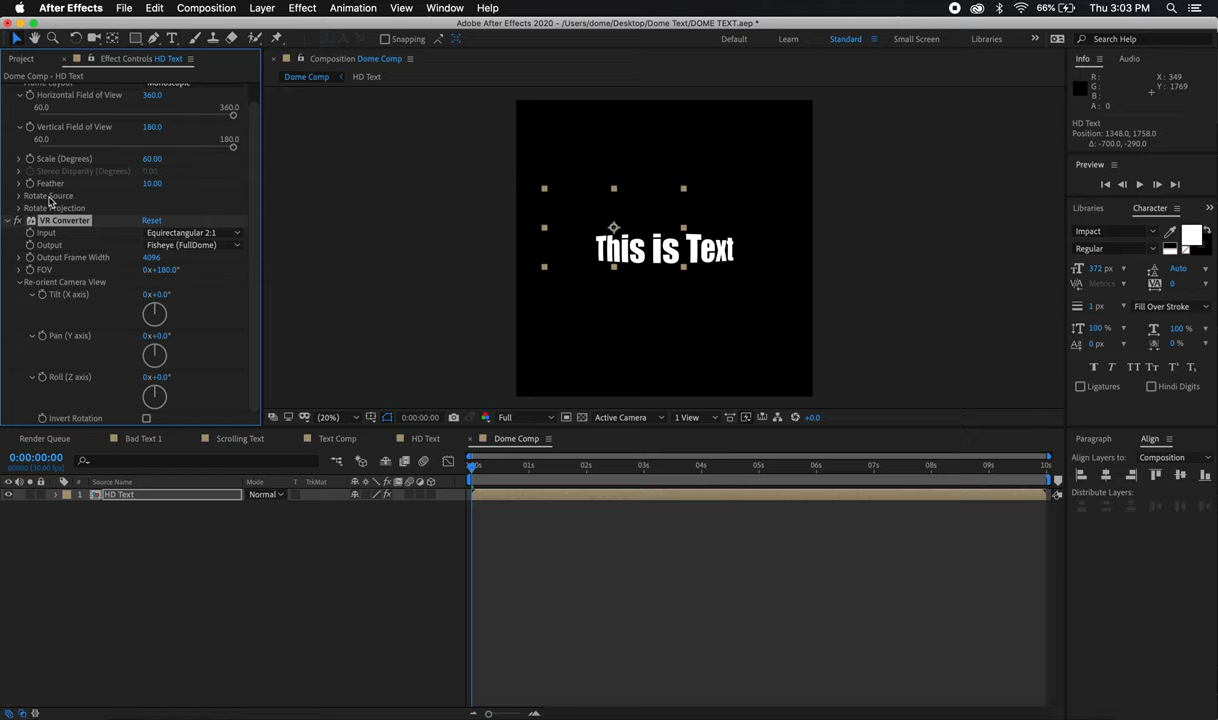 After Effects File Edit Composition Layer Effect Animation View Window Help 66% Thu 3:03 PM
Adobe After Effects 2020 - /Users/dome/Desktop/Dome Text/DOME TEXT.aep *
Snapping Default Learn Standard Small Screen Libraries Search Help
Project Effect Controls HD Text Composition Dome Comp Info Audio
Dome Comp • HD Text Dome Comp HD Text
Horizontal Field of View 360.0
60.0 360.0
Vertical Field of View 180.0
60.0 180.0
Scale (Degrees) 60.00
Stereo Disparity (Degrees) 0.00
Feather 10.00
Rotate Source
Rotate Projection
fx VR Converter Reset
Input Equirectangular 2:1
Output Fisheye (FullDome)
Output Frame Width 4096
FOV 0x+180.0°
Re-orient Camera View
Tilt (X axis) 0x+0.0°
Pan (Y axis) 0x+0.0°
Roll (Z axis) 0x+0.0°
Invert Rotation
This is Text
R: X: 349
G: Y: 1769
B:
A: 0
HD Text
Position: 1348.0, 1758.0
Δ: -700.0, -290.0
Preview
Libraries Character
Impact
Regular
372 px Auto
Metrics 0
1 px Fill Over Stroke
100 % 100 %
0 px 0 %
T T TT Tt T¹ T₁
Ligatures Hindi Digits
(20%) 0:00:00:00 Full Active Camera 1 View +0.0
Render Queue Bad Text 1 Scrolling Text Text Comp HD Text Dome Comp
Paragraph Align
0:00:00:00
00000 (30.00 fps)
01s 02s 03s 04s 05s 06s 07s 08s 09s 10s
Align Layers to: Composition
# Source Name Mode T TrkMat
1 HD Text Normal
Distribute Layers: